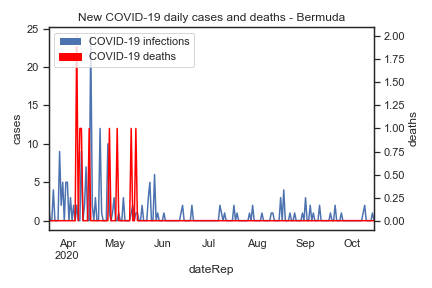 New COVID-19 daily cases and deaths - Bermuda
COVID-19 infections
COVID-19 deaths
25
20
15
10
5
0
cases
2.00
1.75
1.50
1.25
1.00
0.75
0.50
0.25
0.00
deaths
Apr May Jun Jul Aug Sep Oct
2020
dateRep